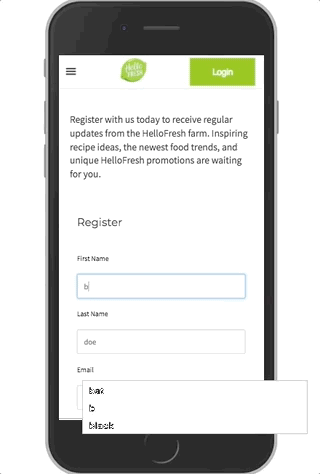 Hello
FRESH
Login
Register with us today to receive regular
updates from the HelloFresh farm. Inspiring
recipe ideas, the newest food trends, and
unique HelloFresh promotions are waiting
for you.
Register
First Name
b
Last Name
doe
Email
bat
b
black